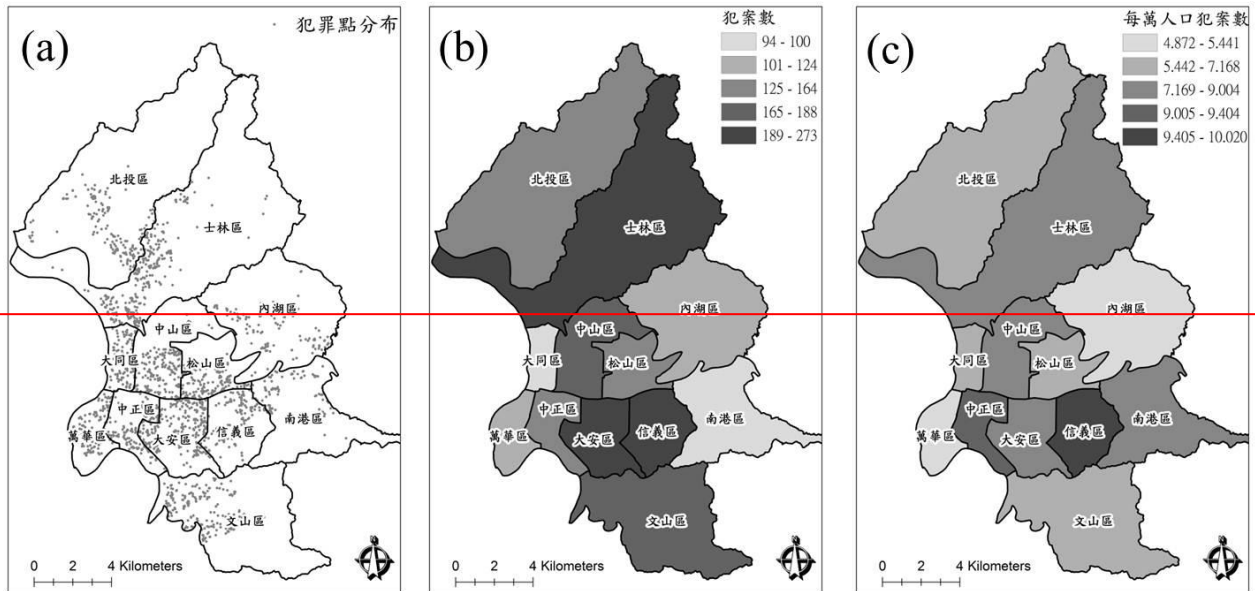 (a)
犯罪點分布
北投區
士林區
內湖區
中山區
大同區
松山區
中正區
南港區
萬華區
大安區
信義區
文山區
0 2 4 Kilometers
(b)
犯案數
94 - 100
101 - 124
125 - 164
165 - 188
189 - 273
北投區
士林區
內湖區
中山區
大同區
松山區
中正區
南港區
萬華區
大安區
信義區
文山區
0 2 4 Kilometers
(c)
每萬人口犯案數
4.872 - 5.441
5.442 - 7.168
7.169 - 9.004
9.005 - 9.404
9.405 - 10.020
北投區
士林區
內湖區
中山區
大同區
松山區
中正區
南港區
萬華區
大安區
信義區
文山區
0 2 4 Kilometers